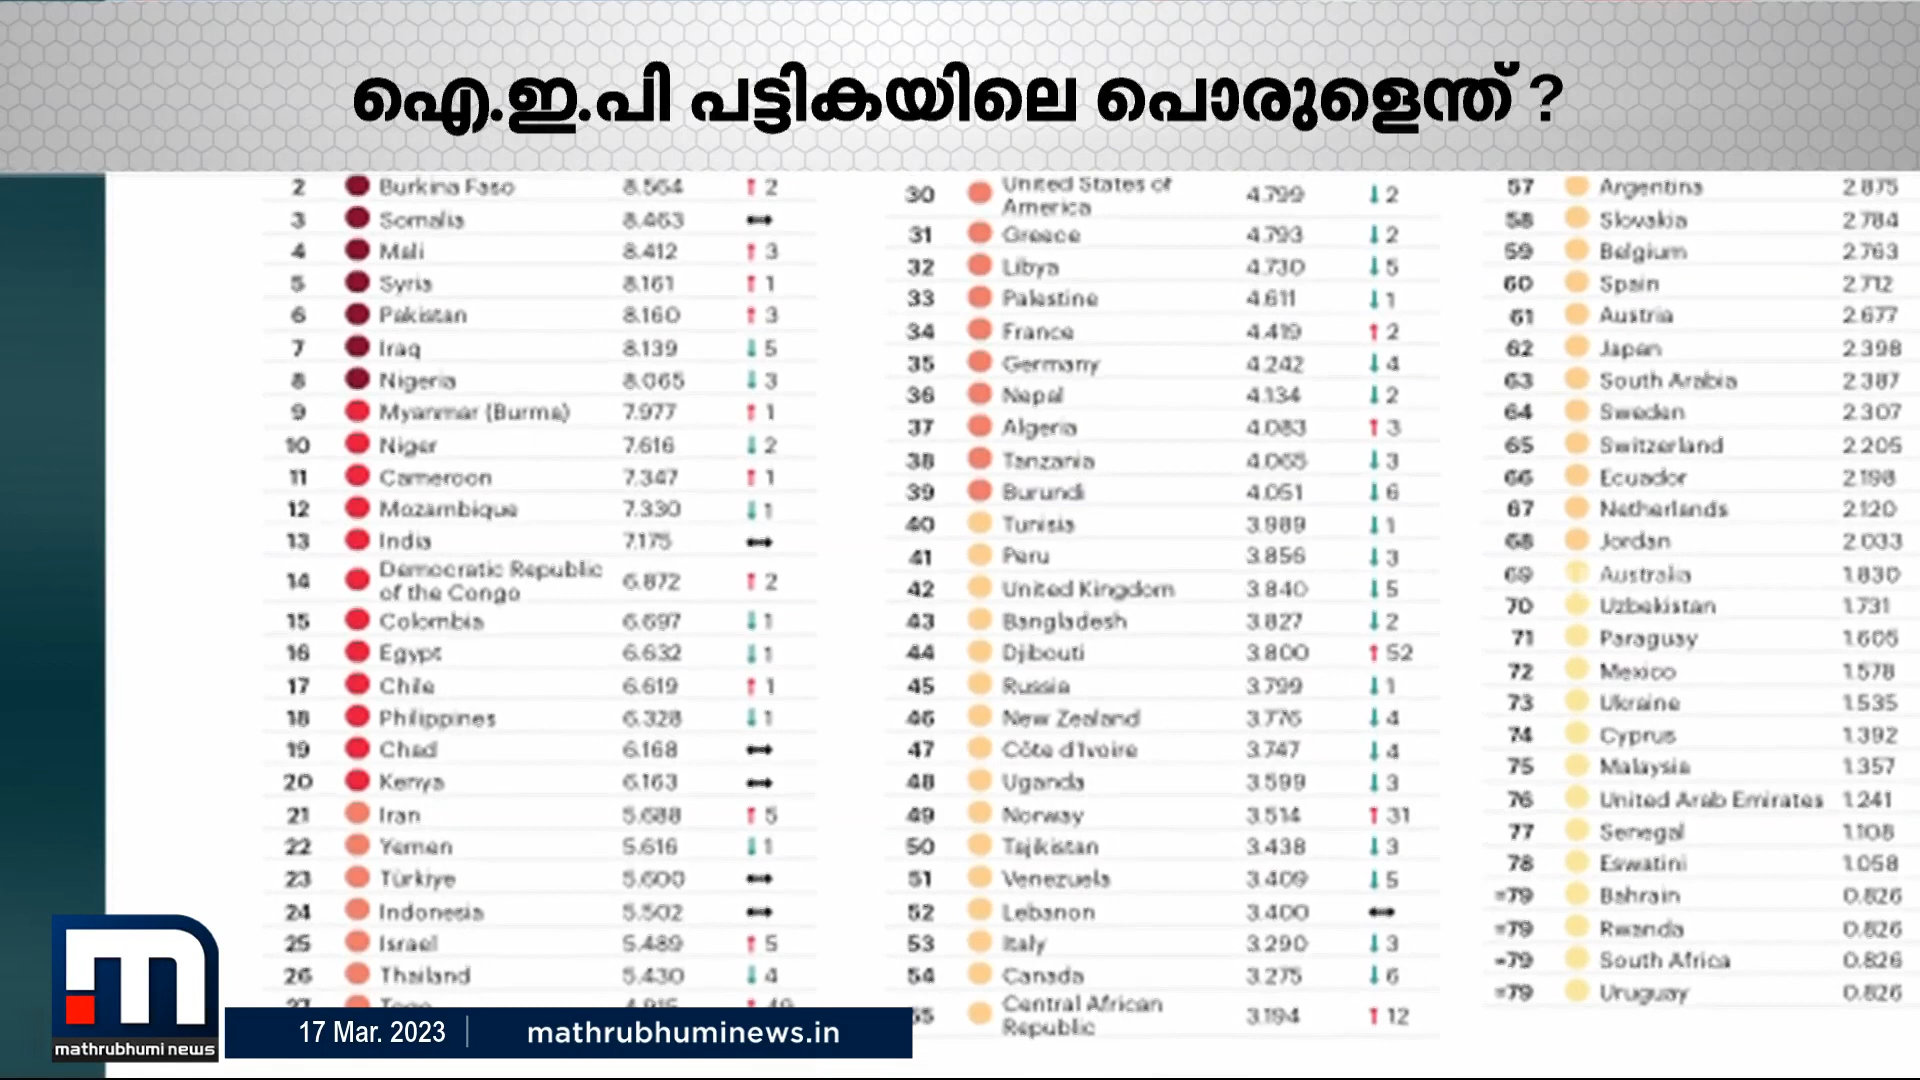 ഐ.ഇ.പി പട്ടികയിലെ പൊരുളെന്ത് ?
2 Burkina Faso 8.564 ↑ 2
3 Somalia 8.463 ↔
4 Mali 8.412 ↑ 3
5 Syria 8.161 ↑ 1
6 Pakistan 8.160 ↑ 3
7 Iraq 8.139 ↓ 5
8 Nigeria 8.065 ↓ 3
9 Myanmar (Burma) 7.977 ↑ 1
10 Niger 7.616 ↓ 2
11 Cameroon 7.347 ↑ 1
12 Mozambique 7.330 ↓ 1
13 India 7.175 ↔
14 Democratic Republic
of the Congo 6.872 ↑ 2
15 Colombia 6.697 ↓ 1
16 Egypt 6.632 ↓ 1
17 Chile 6.619 ↑ 1
18 Philippines 6.328 ↓ 1
19 Chad 6.168 ↔
20 Kenya 6.163 ↔
21 Iran 5.688 ↑ 5
22 Yemen 5.616 ↓ 1
23 Türkiye 5.600 ↔
24 Indonesia 5.502 ↔
25 Israel 5.489 ↑ 5
26 Thailand 5.430 ↓ 4
30 United States of
America 4.799 ↓ 2
31 Greece 4.793 ↓ 2
32 Libya 4.730 ↓ 5
33 Palestine 4.611 ↓ 1
34 France 4.419 ↑ 2
35 Germany 4.242 ↓ 4
36 Nepal 4.134 ↓ 2
37 Algeria 4.083 ↑ 3
38 Tanzania 4.065 ↓ 3
39 Burundi 4.051 ↓ 6
40 Tunisia 3.989 ↓ 1
41 Peru 3.856 ↓ 3
42 United Kingdom 3.840 ↓ 5
43 Bangladesh 3.827 ↓ 2
44 Djibouti 3.800 ↑ 52
45 Russia 3.799 ↓ 1
46 New Zealand 3.776 ↓ 4
47 Côte d'Ivoire 3.747 ↓ 4
48 Uganda 3.599 ↓ 3
49 Norway 3.514 ↑ 31
50 Tajikistan 3.438 ↓ 3
51 Venezuela 3.409 ↓ 5
52 Lebanon 3.400 ↔
53 Italy 3.290 ↓ 3
54 Canada 3.275 ↓ 6
Central African
Republic 3.194 ↑ 12
57 Argentina 2.875
58 Slovakia 2.784
59 Belgium 2.763
60 Spain 2.712
61 Austria 2.677
62 Japan 2.398
63 South Arabia 2.387
64 Sweden 2.307
65 Switzerland 2.205
66 Ecuador 2.198
67 Netherlands 2.120
68 Jordan 2.033
69 Australia 1.830
70 Uzbekistan 1.731
71 Paraguay 1.605
72 Mexico 1.578
73 Ukraine 1.535
74 Cyprus 1.392
75 Malaysia 1.357
76 United Arab Emirates 1.241
77 Senegal 1.108
78 Eswatini 1.058
=79 Bahrain 0.826
=79 Rwanda 0.826
=79 South Africa 0.826
=79 Uruguay 0.826
mathrubhumi news
17 Mar. 2023
mathrubhuminews.in